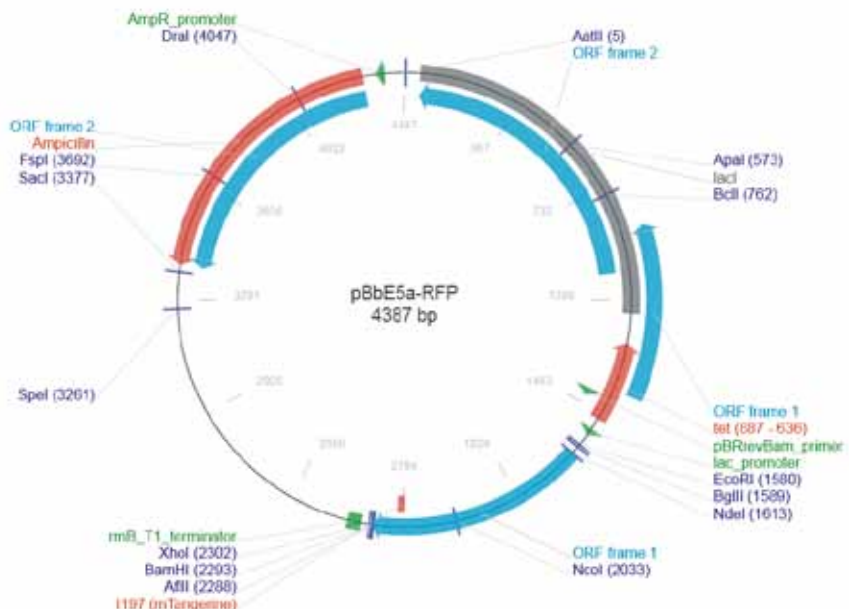 AmpR_promoter
DraI (4047)
ORF frame 2
Ampicillin
FspI (3692)
SacI (3377)
SpeI (3261)
AatII (5)
ORF frame 2
ApaI (573)
lacI
BclI (762)
pBbE5a-RFP
4387 bp
ORF frame 1
tet (687 - 636)
pBRrevBam_primer
lac_promoter
EcoRI (1580)
BglII (1589)
NdeI (1613)
ORF frame 1
NcoI (2033)
rrnB_T1_terminator
XhoI (2302)
BamHI (2293)
AflII (2288)
1197 (mTangerine)